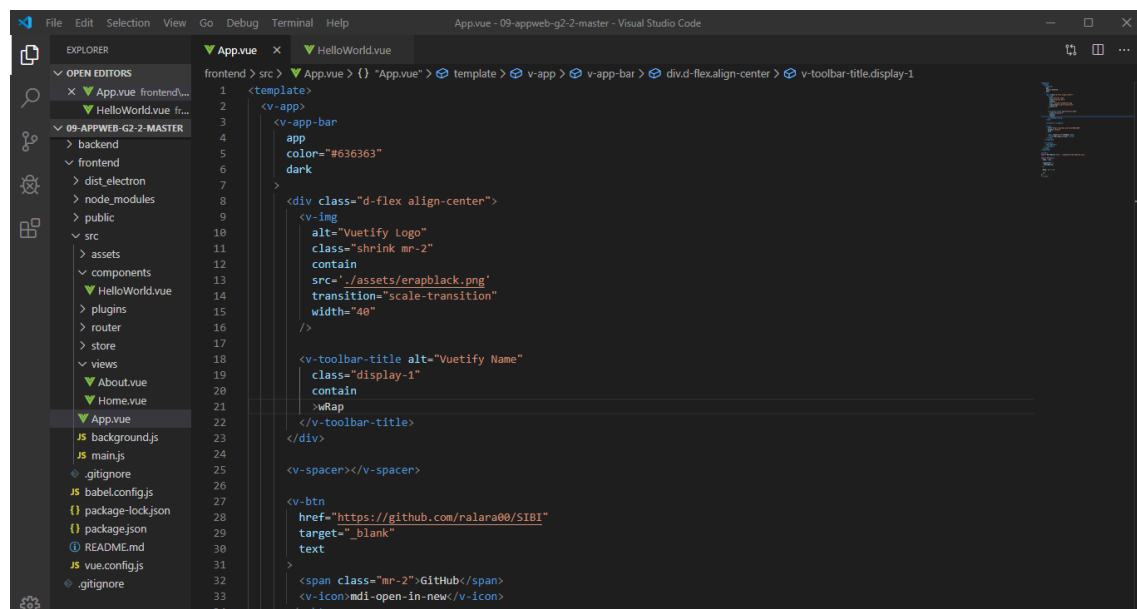 File Edit Selection View Go Debug Terminal Help App.vue - 09-appweb-g2-2-master - Visual Studio Code
EXPLORER
OPEN EDITORS
App.vue frontend\...
HelloWorld.vue fr...
09-APPWEB-G2-2-MASTER
backend
frontend
dist_electron
node_modules
public
src
assets
components
HelloWorld.vue
plugins
router
store
views
About.vue
Home.vue
App.vue
JS background.js
JS main.js
.gitignore
JS babel.config.js
{} package-lock.json
{} package.json
README.md
JS vue.config.js
.gitignore
App.vue HelloWorld.vue
frontend > src > App.vue > {} "App.vue" > template > v-app > v-app-bar > div.d-flex.align-center > v-toolbar-title.display-1
1 <template>
2 <v-app>
3 <v-app-bar
4 app
5 color="#636363"
6 dark
7 >
8 <div class="d-flex align-center">
9 <v-img
10 alt="Vuetify Logo"
11 class="shrink mr-2"
12 contain
13 src='./assets/erapblack.png'
14 transition="scale-transition"
15 width="40"
16 />
17
18 <v-toolbar-title alt="Vuetify Name"
19 class="display-1"
20 contain
21 >wRap
22 </v-toolbar-title>
23 </div>
24
25 <v-spacer></v-spacer>
26
27 <v-btn
28 href="https://github.com/ralara00/SIBI"
29 target="_blank"
30 text
31 >
32 <span class="mr-2">GitHub</span>
33 <v-icon>mdi-open-in-new</v-icon>